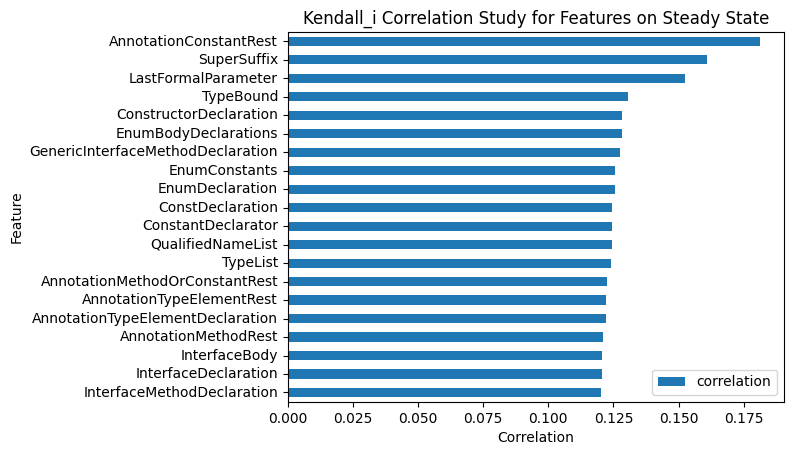 Kendall_i Correlation Study for Features on Steady State
AnnotationConstantRest
SuperSuffix
LastFormalParameter
TypeBound
ConstructorDeclaration
EnumBodyDeclarations
GenericInterfaceMethodDeclaration
EnumConstants
EnumDeclaration
ConstDeclaration
ConstantDeclarator
QualifiedNameList
TypeList
AnnotationMethodOrConstantRest
AnnotationTypeElementRest
AnnotationTypeElementDeclaration
AnnotationMethodRest
InterfaceBody
InterfaceDeclaration
InterfaceMethodDeclaration
Feature
correlation
0.000 0.025 0.050 0.075 0.100 0.125 0.150 0.175
Correlation